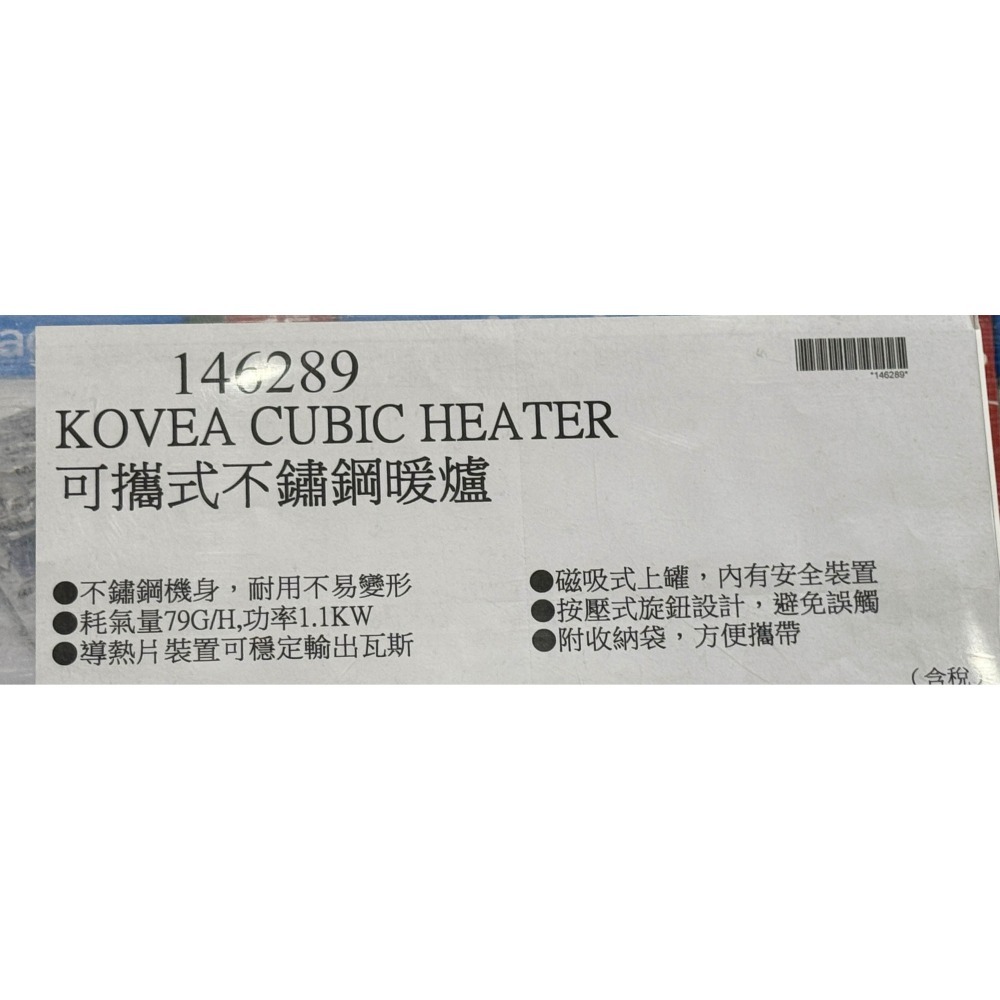 146289
*146289*
KOVEA CUBIC HEATER
可攜式不鏽鋼暖爐
●不鏽鋼機身，耐用不易變形
●耗氣量79G/H,功率1.1KW
●導熱片裝置可穩定輸出瓦斯
●磁吸式上罐，內有安全裝置
●按壓式旋鈕設計，避免誤觸
●附收納袋，方便攜帶
(含稅)